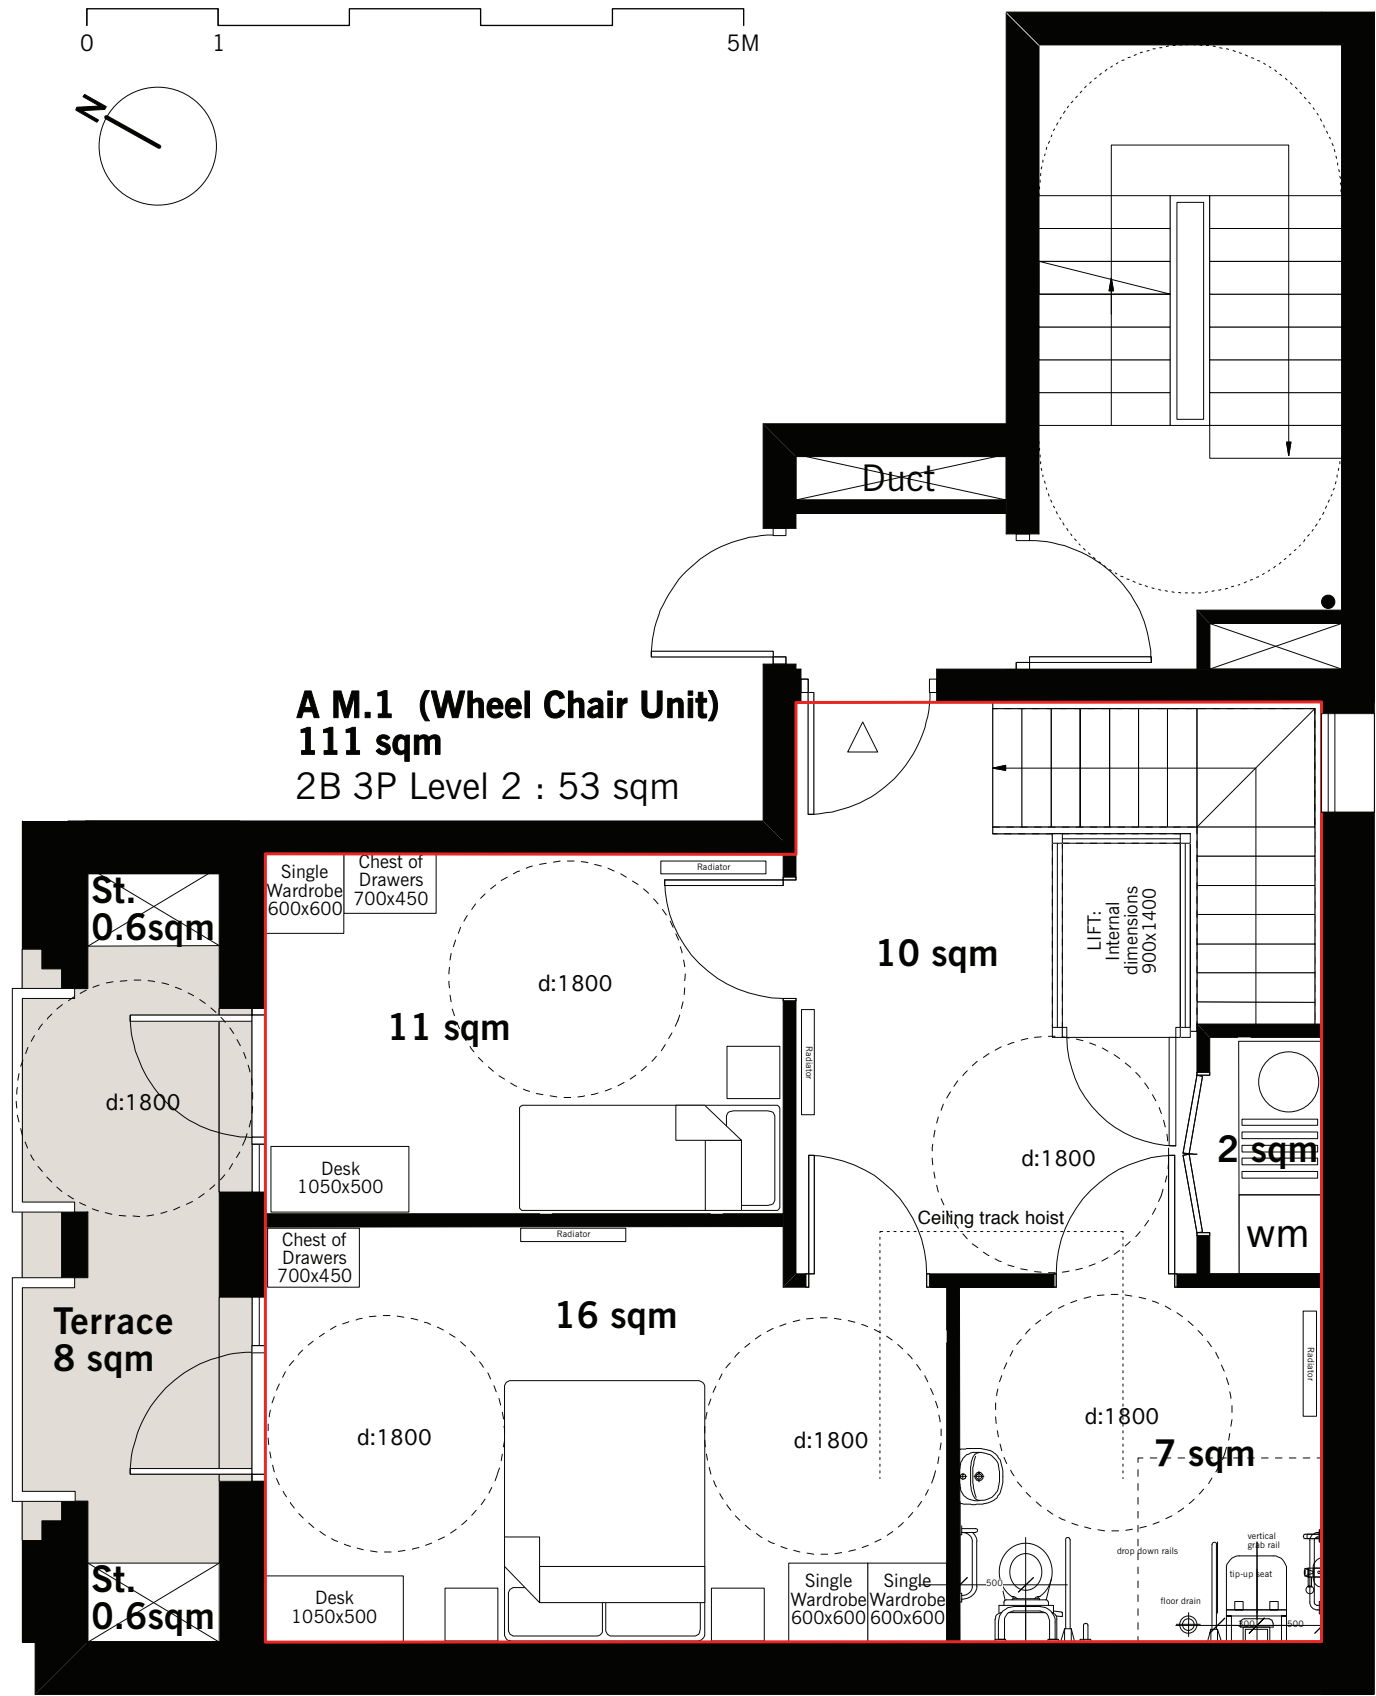 0 1 5M
N
Duct
A M.1 (Wheel Chair Unit)
111 sqm
2B 3P Level 2 : 53 sqm
St.
0.6sqm
Single
Wardrobe
600x600
Chest of
Drawers
700x450
Radiator
d:1800
11 sqm
10 sqm
LIFT:
Internal
dimensions
900x1400
Radiator
d:1800
d:1800
2 sqm
wm
Desk
1050x500
Ceiling track hoist
Chest of
Drawers
700x450
Radiator
16 sqm
Terrace
8 sqm
d:1800
d:1800
d:1800
7 sqm
Radiator
St.
0.6sqm
Desk
1050x500
Single
Wardrobe
600x600
Single
Wardrobe
600x600
500
drop down rails
vertical
grab rail
tip-up seat
floor drain
500